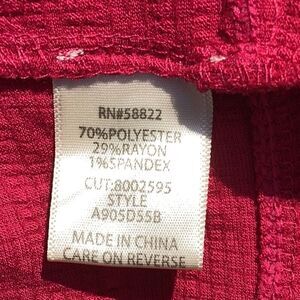 RN#58822
70%POLYESTER
29%RAYON
1%SPANDEX
CUT:8002595
STYLE
A905D55B
MADE IN CHINA
CARE ON REVERSE